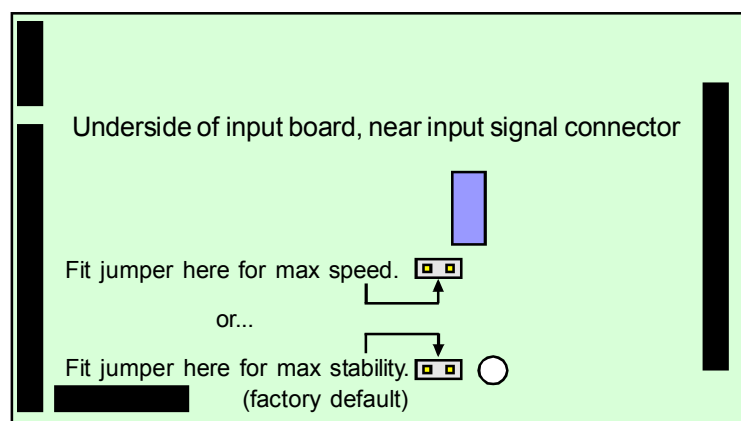 Underside of input board, near input signal connector
Fit jumper here for max speed.
or...
Fit jumper here for max stability.
(factory default)